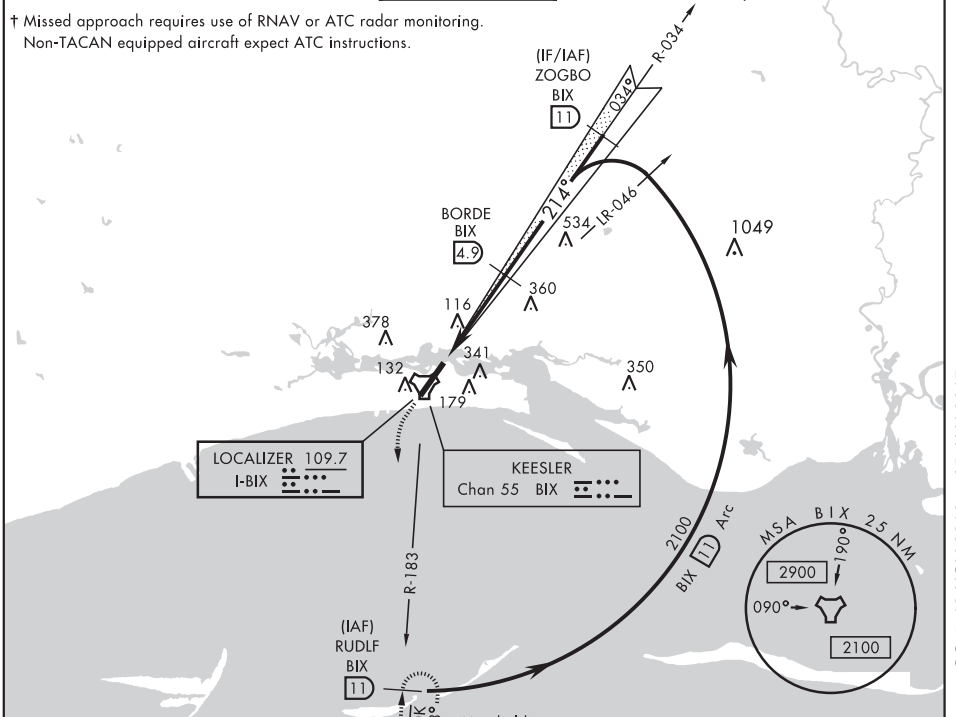 † Missed approach requires use of RNAV or ATC radar monitoring.
Non-TACAN equipped aircraft expect ATC instructions.
R-034
(IF/IAF)
ZOGBO
BIX
11
034°
214°
LR-046
BORDE
BIX
4.9
534
1049
360
116
378
341
132
350
179
LOCALIZER 109.7
I-BIX
KEESLER
Chan 55 BIX
R-183
2100
BIX 11 Arc
MSA BIX 25 NM
190°
2900
090°
2100
(IAF)
RUDLF
BIX
11